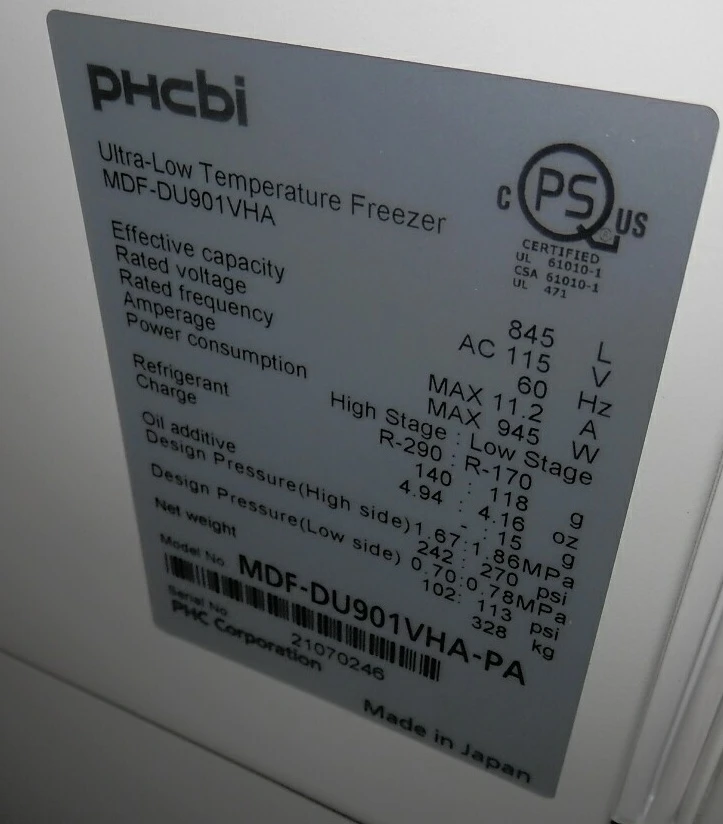 PHCbi
Ultra-Low Temperature Freezer
MDF-DU901VHA
C PS US
CERTIFIED
UL 61010-1
CSA 61010-1
UL 471
Effective capacity 845 L
Rated voltage AC 115 V
Rated frequency 60 Hz
Amperage MAX 11.2 A
Power consumption MAX 945 W
High Stage : Low Stage
Refrigerant R-290 : R-170
Charge 140 : 118 g
4.94 : 4.16 oz
Oil additive - : 15 g
Design Pressure(High side) 1.67:1.86MPa
242: 270 psi
Design Pressure(Low side) 0.70:0.78MPa
102: 113 psi
Net weight 328 kg
Model No. MDF-DU901VHA-PA
Serial No. 21070246
PHC Corporation
Made in Japan